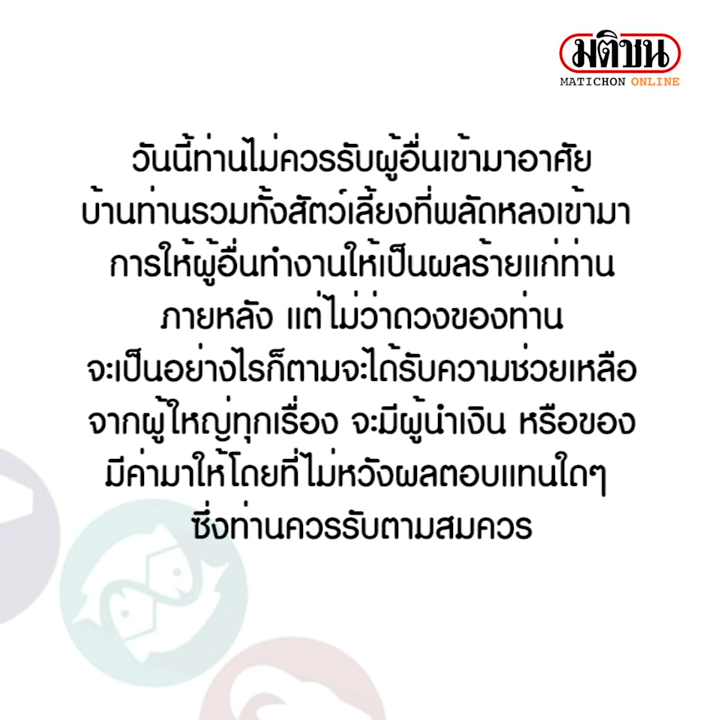 มติชน
MATICHON ONLINE
วันนี้ท่านไม่ควรรับผู้อื่นเข้ามาอาศัย
บ้านท่านรวมทั้งสัตว์เลี้ยงที่พลัดหลงเข้ามา
การให้ผู้อื่นทำงานให้เป็นผลร้ายแก่ท่าน
ภายหลัง แต่ไม่ว่าดวงของท่าน
จะเป็นอย่างไรก็ตามจะได้รับความช่วยเหลือ
จากผู้ใหญ่ทุกเรื่อง จะมีผู้นำเงิน หรือของ
มีค่ามาให้โดยที่ไม่หวังผลตอบแทนใดๆ
ซึ่งท่านควรรับตามสมควร